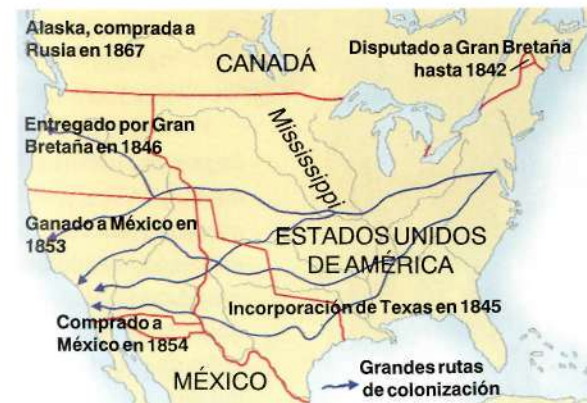 Alaska, comprada a
Rusia en 1867
CANADÁ
Disputado a Gran Bretaña
hasta 1842
Entregado por Gran
Bretaña en 1846
Mississippi
Ganado a México en
1853
ESTADOS UNIDOS
DE AMÉRICA
Incorporación de Texas en 1845
Comprado a
México en 1854
MÉXICO
Grandes rutas
de colonización